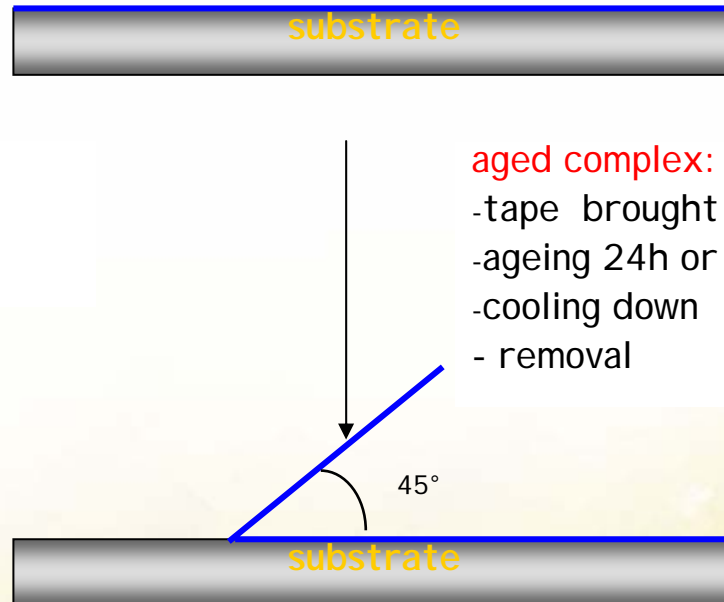 substrate
aged complex:
-tape brought
-ageing 24h or
-cooling down
- removal
45°
substrate